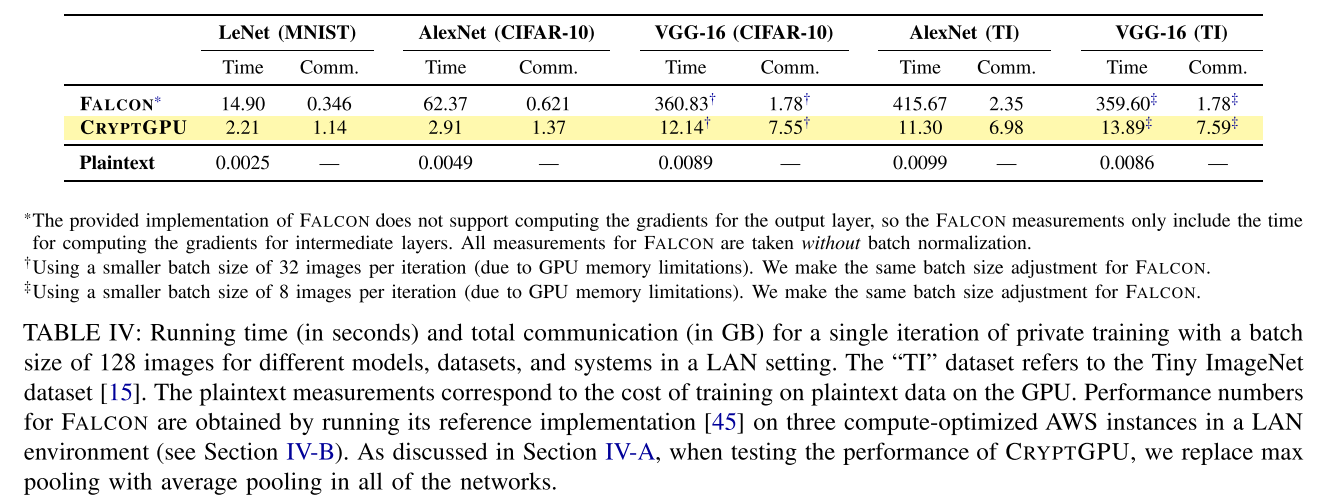 LeNet (MNIST) AlexNet (CIFAR-10) VGG-16 (CIFAR-10) AlexNet (TI) VGG-16 (TI)
Time Comm. Time Comm. Time Comm. Time Comm. Time Comm.
FALCON* 14.90 0.346 62.37 0.621 360.83† 1.78† 415.67 2.35 359.60‡ 1.78‡
CRYPTGPU 2.21 1.14 2.91 1.37 12.14† 7.55† 11.30 6.98 13.89‡ 7.59‡
Plaintext 0.0025 — 0.0049 — 0.0089 — 0.0099 — 0.0086 —
*The provided implementation of FALCON does not support computing the gradients for the output layer, so the FALCON measurements only include the time
for computing the gradients for intermediate layers. All measurements for FALCON are taken without batch normalization.
†Using a smaller batch size of 32 images per iteration (due to GPU memory limitations). We make the same batch size adjustment for FALCON.
‡Using a smaller batch size of 8 images per iteration (due to GPU memory limitations). We make the same batch size adjustment for FALCON.
TABLE IV: Running time (in seconds) and total communication (in GB) for a single iteration of private training with a batch
size of 128 images for different models, datasets, and systems in a LAN setting. The “TI” dataset refers to the Tiny ImageNet
dataset [15]. The plaintext measurements correspond to the cost of training on plaintext data on the GPU. Performance numbers
for FALCON are obtained by running its reference implementation [45] on three compute-optimized AWS instances in a LAN
environment (see Section IV-B). As discussed in Section IV-A, when testing the performance of CRYPTGPU, we replace max
pooling with average pooling in all of the networks.